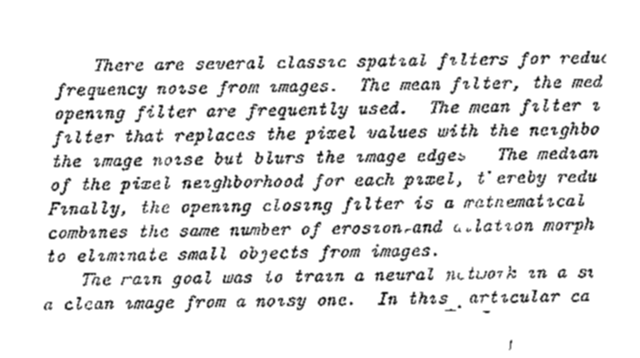 There are several classic spatial filters for reduc
frequency noise from images. The mean filter, the med
opening filter are frequently used. The mean filter i
filter that replaces the pixel values with the neighbo
the image noise but blurs the image edges The median
of the pixel neighborhood for each pixel, t ereby redu
Finally, the opening closing filter is a mathematical
combines the same number of erosion and morph
to eliminate small objects from images.
The goal was to train a neural network in a si
a clean image from a noisy one. In this articular ca